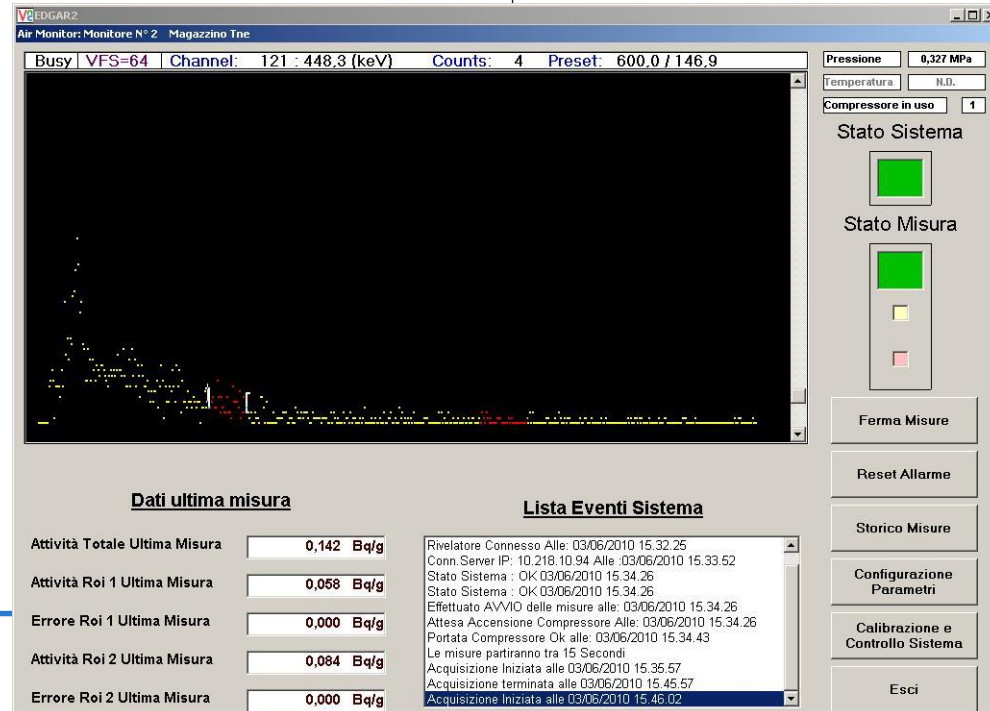 EDGAR2
Air Monitor: Monitore N° 2 Magazzino Tne
Busy VFS=64 Channel: 121 : 448,3 (keV) Counts: 4 Preset: 600,0 / 146,9
Pressione 0,327 MPa
Temperatura N.D.
Compressore in uso 1
Stato Sistema
Stato Misura
Ferma Misure
Reset Allarme
Storico Misure
Configurazione
Parametri
Calibrazione e
Controllo Sistema
Esci
Dati ultima misura
Attività Totale Ultima Misura 0,142 Bq/g
Attività Roi 1 Ultima Misura 0,058 Bq/g
Errore Roi 1 Ultima Misura 0,000 Bq/g
Attività Roi 2 Ultima Misura 0,084 Bq/g
Errore Roi 2 Ultima Misura 0,000 Bq/g
Lista Eventi Sistema
Rivelatore Connesso Alle: 03/06/2010 15.32.25
Conn.Server IP: 10.218.10.94 Alle :03/06/2010 15.33.52
Stato Sistema : OK 03/06/2010 15.34.26
Stato Sistema : OK 03/06/2010 15.34.26
Effettuato AVVIO delle misure alle: 03/06/2010 15.34.26
Attesa Accensione Compressore Alle: 03/06/2010 15.34.26
Portata Compressore Ok alle: 03/06/2010 15.34.43
Le misure partiranno tra 15 Secondi
Acquisizione Iniziata alle 03/06/2010 15.35.57
Acquisizione terminata alle 03/06/2010 15.45.57
Acquisizione Iniziata alle 03/06/2010 15.46.02